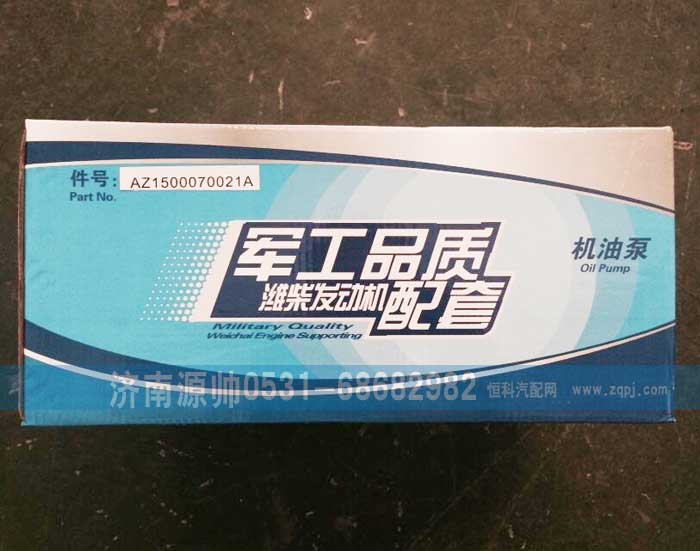 件号：
Part No.
AZ1500070021A
军工品质
潍柴发动机配套
Military Quality
Weichai Engine Supporting
机油泵
Oil Pump
济南源帅0531-68682982
恒科汽配网
www.zqpj.com